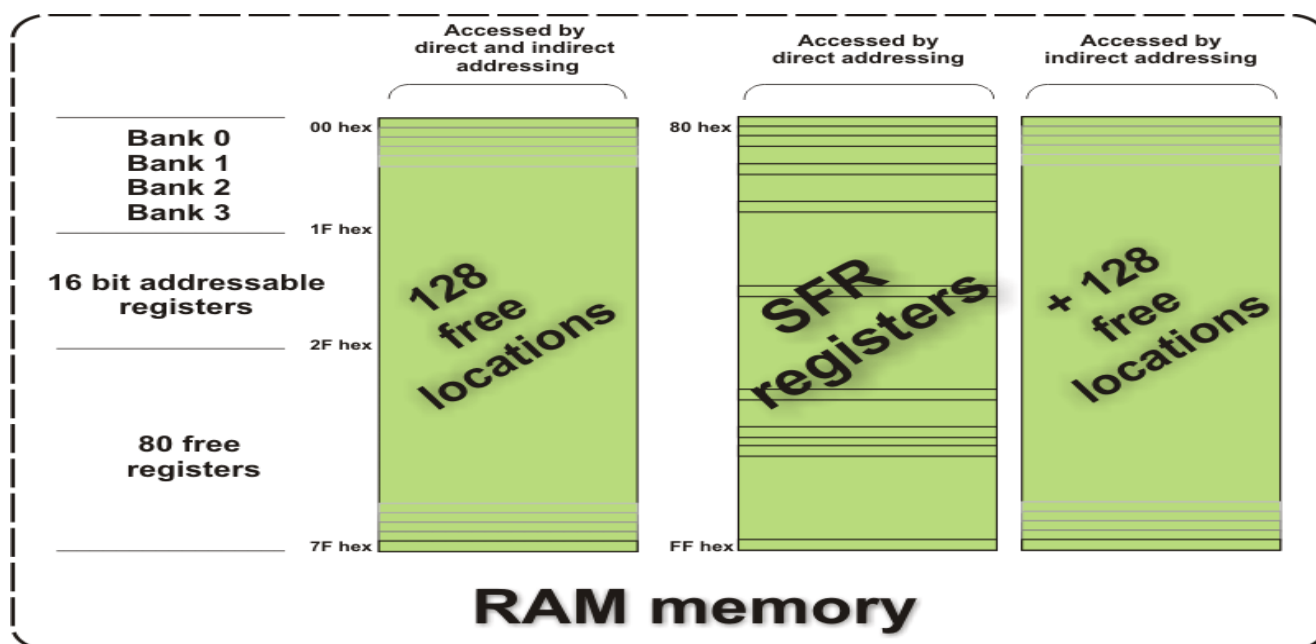 Accessed by
direct and indirect
addressing
Accessed by
direct addressing
Accessed by
indirect addressing
Bank 0
Bank 1
Bank 2
Bank 3
16 bit addressable
registers
80 free
registers
00 hex
1F hex
2F hex
7F hex
128
free
locations
80 hex
FF hex
SFR
registers
+ 128
free
locations
RAM memory